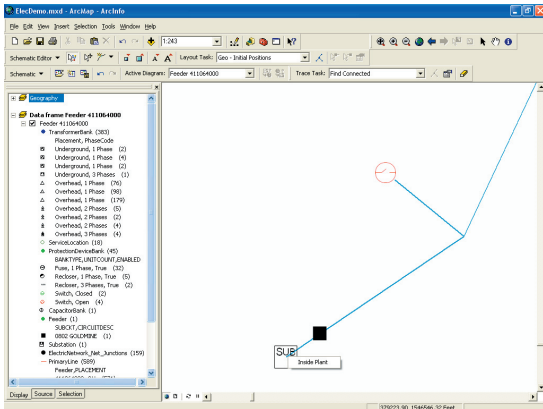 ElecDemo.mxd - ArcMap - ArcInfo
File Edit View Insert Selection Tools Window Help
1:243
Schematic Editor Layout Task: Geo - Initial Positions
Schematic Active Diagram: Feeder 411064000 Trace Task: Find Connected
Geography
Data frame Feeder 411064000
Feeder 411064000
TransformerBank (383)
Placement, PhaseCode
Underground, 1 Phase (2)
Underground, 1 Phase (4)
Underground, 1 Phase (2)
Underground, 3 Phases (1)
Overhead, 1 Phase (76)
Overhead, 1 Phase (98)
Overhead, 1 Phase (179)
Overhead, 2 Phases (5)
Overhead, 2 Phases (2)
Overhead, 2 Phases (4)
Overhead, 3 Phases (4)
ServiceLocation (18)
ProtectionDeviceBank (45)
BANKTYPE,UNITCOUNT,ENABLED
Fuse, 1 Phase, True (32)
Recloser, 1 Phase, True (5)
Recloser, 3 Phases, True (2)
Switch, Closed (2)
Switch, Open (4)
CapacitorBank (1)
Feeder (1)
SUBCKT,CIRCUITDESC
0802 GOLDMINE (1)
Substation (1)
ElectricNetwork_Net_Junctions (159)
PrimaryLine (589)
Feeder,PLACEMENT
SUB
Inside Plant
Display Source Selection
379223.90 1546546.32 Feet